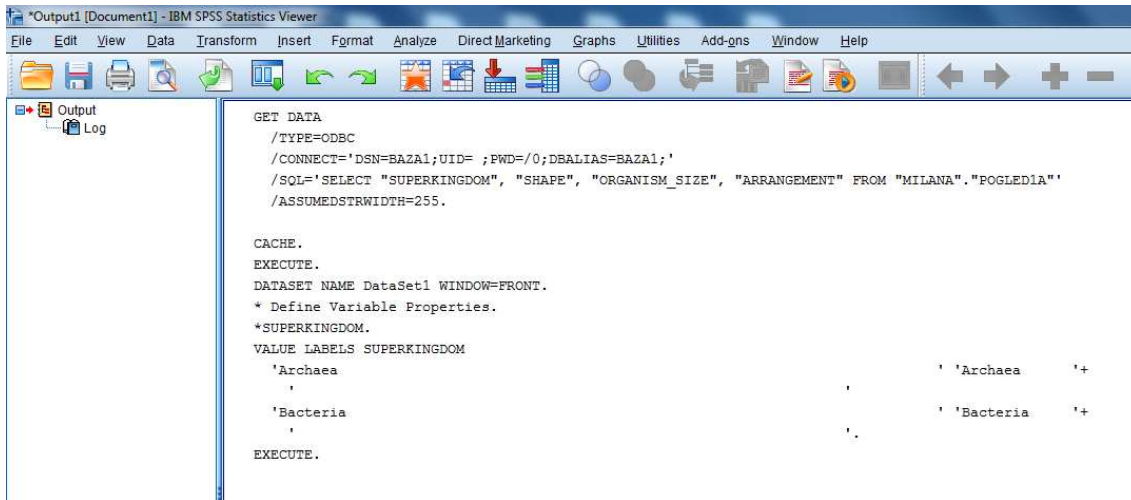 *Output1 [Document1] - IBM SPSS Statistics Viewer
File Edit View Data Transform Insert Format Analyze Direct Marketing Graphs Utilities Add-ons Window Help
Output
Log
GET DATA
/TYPE=ODBC
/CONNECT='DSN=BAZA1;UID= ;PWD=/0;DBALIAS=BAZA1;'
/SQL='SELECT "SUPERKINGDOM", "SHAPE", "ORGANISM_SIZE", "ARRANGEMENT" FROM "MILANA"."POGLED1A"'
/ASSUMEDSTRWIDTH=255.
CACHE.
EXECUTE.
DATASET NAME DataSet1 WINDOW=FRONT.
* Define Variable Properties.
*SUPERKINGDOM.
VALUE LABELS SUPERKINGDOM
'Archaea ' 'Archaea '+
' '
'Bacteria ' 'Bacteria '+
' '.
EXECUTE.